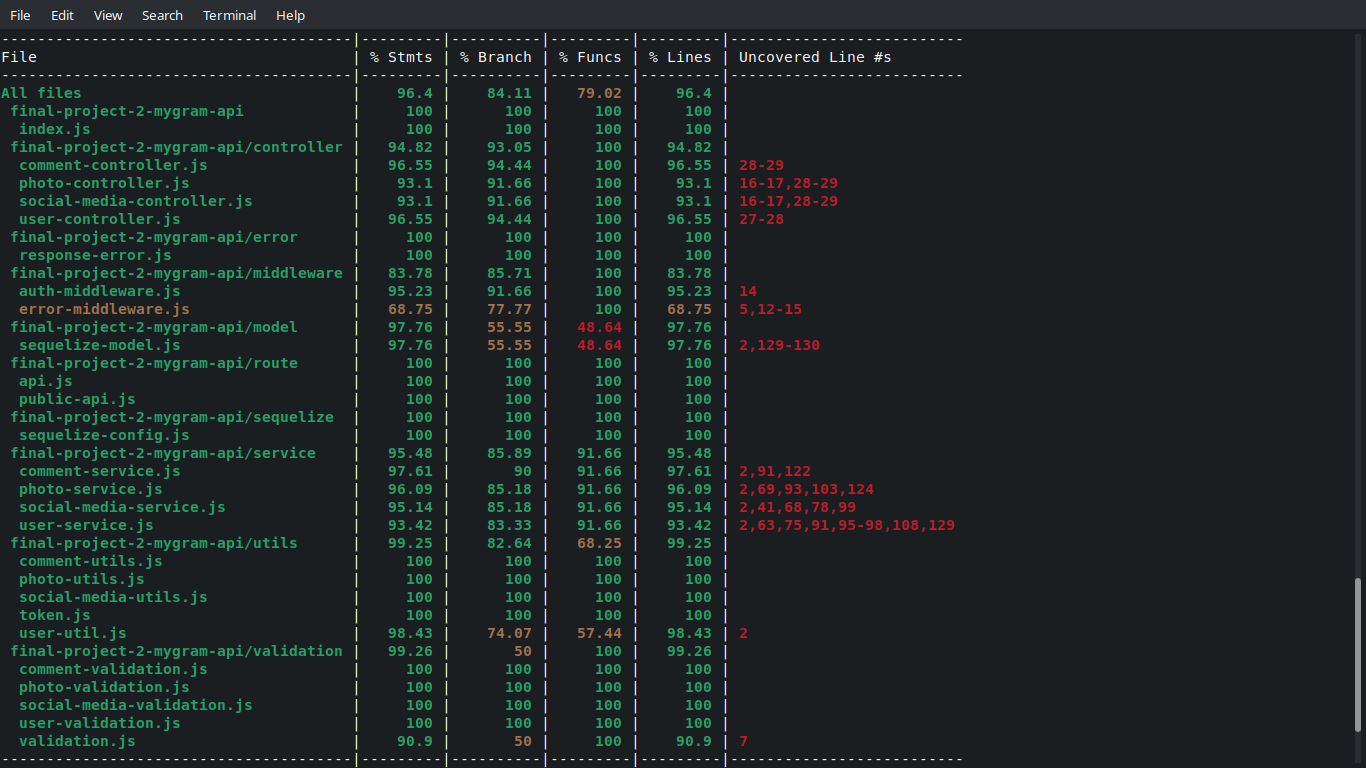 File Edit View Search Terminal Help
---------------------------------------|---------|----------|---------|---------|--------------------------
File                                   | % Stmts | % Branch | % Funcs | % Lines | Uncovered Line #s
---------------------------------------|---------|----------|---------|---------|--------------------------
All files                              |    96.4 |    84.11 |   79.02 |    96.4 |
 final-project-2-mygram-api            |     100 |      100 |     100 |     100 |
  index.js                             |     100 |      100 |     100 |     100 |
 final-project-2-mygram-api/controller |   94.82 |    93.05 |     100 |   94.82 |
  comment-controller.js                |   96.55 |    94.44 |     100 |   96.55 | 28-29
  photo-controller.js                  |    93.1 |    91.66 |     100 |    93.1 | 16-17,28-29
  social-media-controller.js           |    93.1 |    91.66 |     100 |    93.1 | 16-17,28-29
  user-controller.js                   |   96.55 |    94.44 |     100 |   96.55 | 27-28
 final-project-2-mygram-api/error      |     100 |      100 |     100 |     100 |
  response-error.js                    |     100 |      100 |     100 |     100 |
 final-project-2-mygram-api/middleware |   83.78 |    85.71 |     100 |   83.78 |
  auth-middleware.js                   |   95.23 |    91.66 |     100 |   95.23 | 14
  error-middleware.js                  |   68.75 |    77.77 |     100 |   68.75 | 5,12-15
 final-project-2-mygram-api/model      |   97.76 |    55.55 |   48.64 |   97.76 |
  sequelize-model.js                   |   97.76 |    55.55 |   48.64 |   97.76 | 2,129-130
 final-project-2-mygram-api/route      |     100 |      100 |     100 |     100 |
  api.js                               |     100 |      100 |     100 |     100 |
  public-api.js                        |     100 |      100 |     100 |     100 |
 final-project-2-mygram-api/sequelize  |     100 |      100 |     100 |     100 |
  sequelize-config.js                  |     100 |      100 |     100 |     100 |
 final-project-2-mygram-api/service    |   95.48 |    85.89 |   91.66 |   95.48 |
  comment-service.js                   |   97.61 |       90 |   91.66 |   97.61 | 2,91,122
  photo-service.js                     |   96.09 |    85.18 |   91.66 |   96.09 | 2,69,93,103,124
  social-media-service.js              |   95.14 |    85.18 |   91.66 |   95.14 | 2,41,68,78,99
  user-service.js                      |   93.42 |    83.33 |   91.66 |   93.42 | 2,63,75,91,95-98,108,129
 final-project-2-mygram-api/utils      |   99.25 |    82.64 |   68.25 |   99.25 |
  comment-utils.js                     |     100 |      100 |     100 |     100 |
  photo-utils.js                       |     100 |      100 |     100 |     100 |
  social-media-utils.js                |     100 |      100 |     100 |     100 |
  token.js                             |     100 |      100 |     100 |     100 |
  user-util.js                         |   98.43 |    74.07 |   57.44 |   98.43 | 2
 final-project-2-mygram-api/validation |   99.26 |       50 |     100 |   99.26 |
  comment-validation.js                |     100 |      100 |     100 |     100 |
  photo-validation.js                  |     100 |      100 |     100 |     100 |
  social-media-validation.js           |     100 |      100 |     100 |     100 |
  user-validation.js                   |     100 |      100 |     100 |     100 |
  validation.js                        |    90.9 |       50 |     100 |    90.9 | 7
---------------------------------------|---------|----------|---------|---------|--------------------------